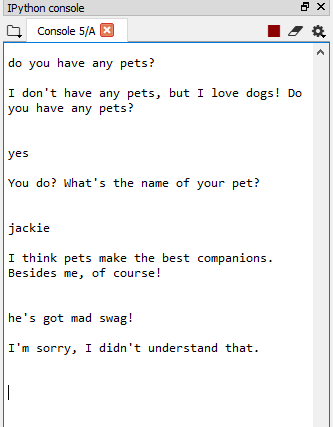 IPython console
Console 5/A
do you have any pets?
I don't have any pets, but I love dogs! Do
you have any pets?
yes
You do? What's the name of your pet?
jackie
I think pets make the best companions.
Besides me, of course!
he's got mad swag!
I'm sorry, I didn't understand that.